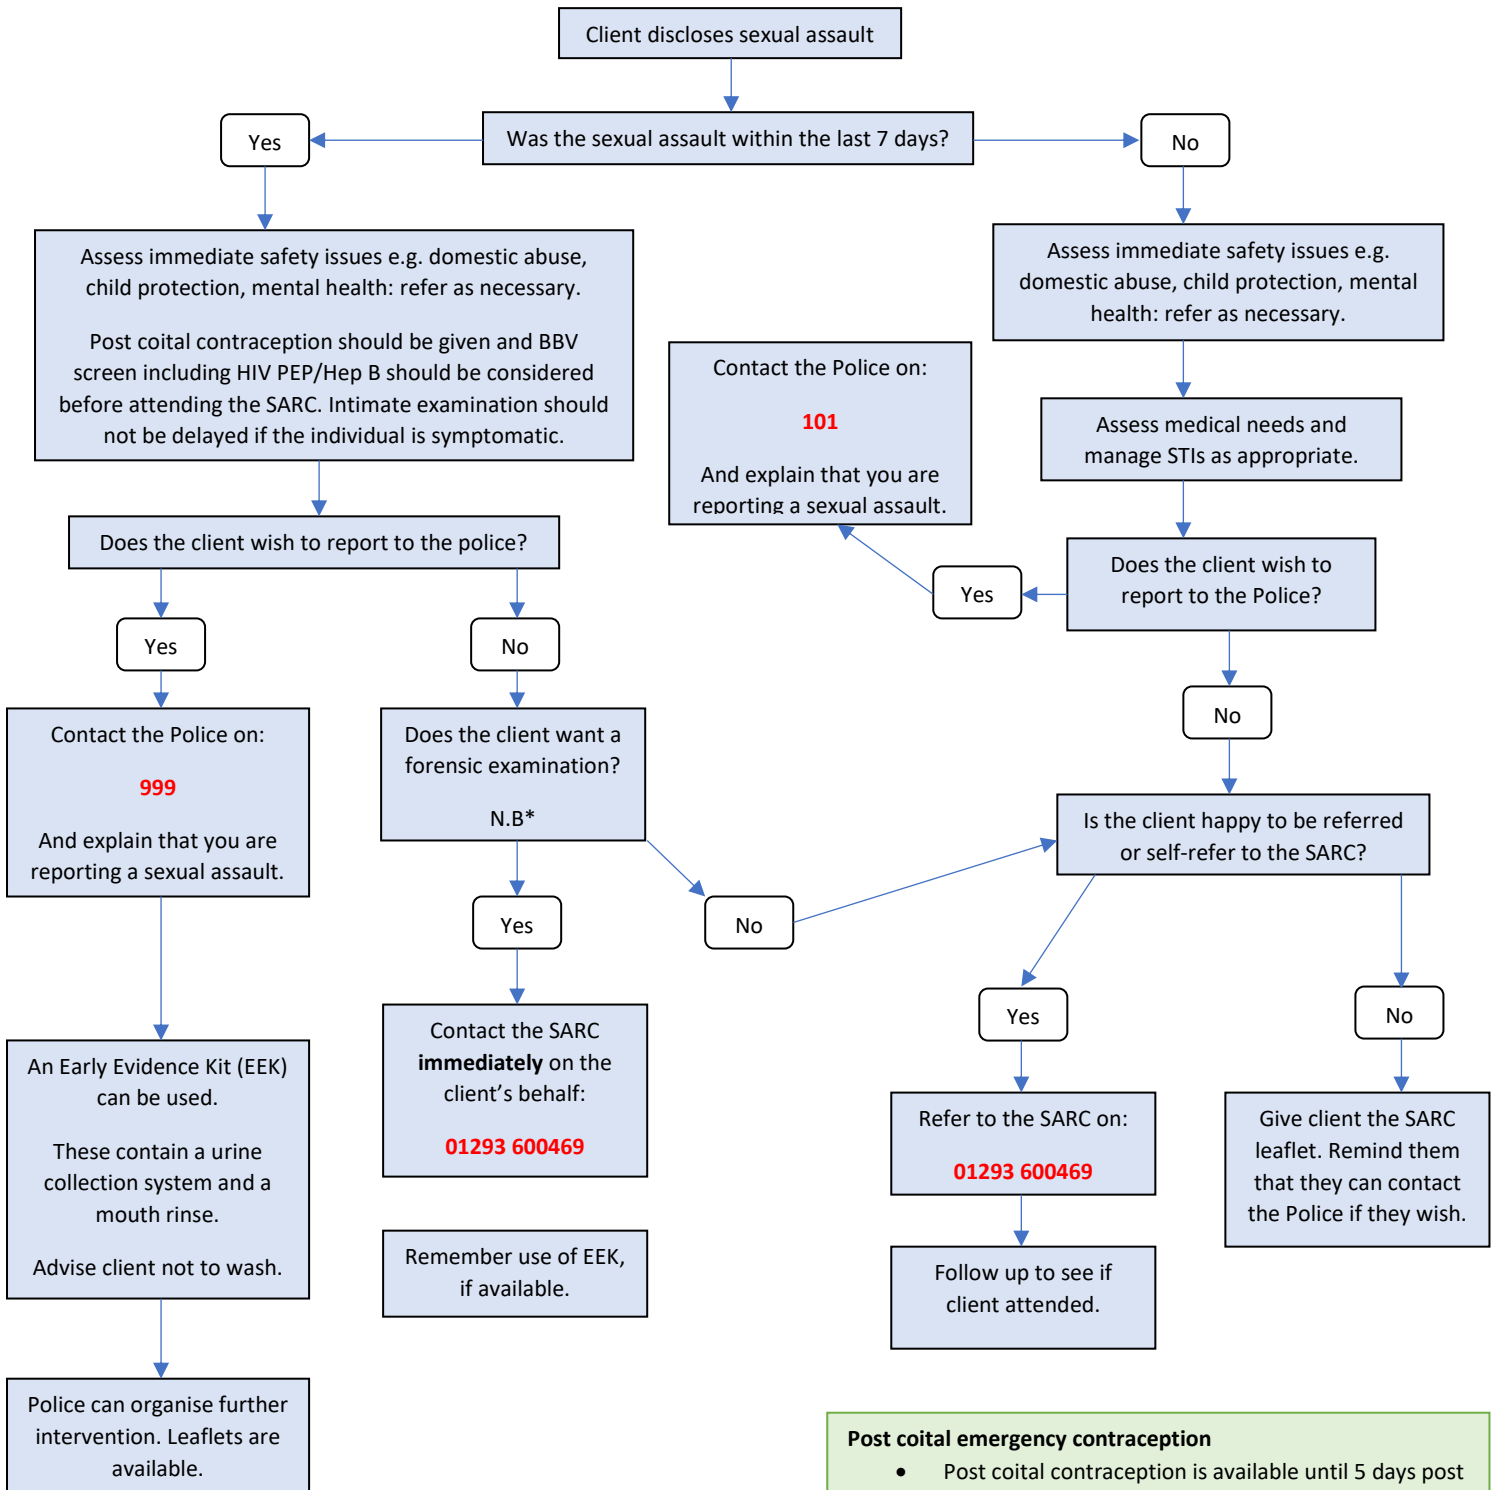 Client discloses sexual assault
Was the sexual assault within the last 7 days?
Yes
No
Assess immediate safety issues e.g. domestic abuse,
child protection, mental health: refer as necessary.
Post coital contraception should be given and BBV
screen including HIV PEP/Hep B should be considered
before attending the SARC. Intimate examination should
not be delayed if the individual is symptomatic.
Does the client wish to report to the police?
Yes
No
Contact the Police on:
999
And explain that you are
reporting a sexual assault.
An Early Evidence Kit (EEK)
can be used.
These contain a urine
collection system and a
mouth rinse.
Advise client not to wash.
Police can organise further
intervention. Leaflets are
available.
Does the client want a
forensic examination?
N.B*
Yes
No
Contact the SARC
immediately on the
client’s behalf:
01293 600469
Remember use of EEK,
if available.
Assess immediate safety issues e.g.
domestic abuse, child protection, mental
health: refer as necessary.
Assess medical needs and
manage STIs as appropriate.
Does the client wish to
report to the Police?
Yes
Contact the Police on:
101
And explain that you are
reporting a sexual assault.
No
Is the client happy to be referred
or self-refer to the SARC?
Yes
No
Refer to the SARC on:
01293 600469
Follow up to see if
client attended.
Give client the SARC
leaflet. Remind them
that they can contact
the Police if they wish.
Post coital emergency contraception
• Post coital contraception is available until 5 days post